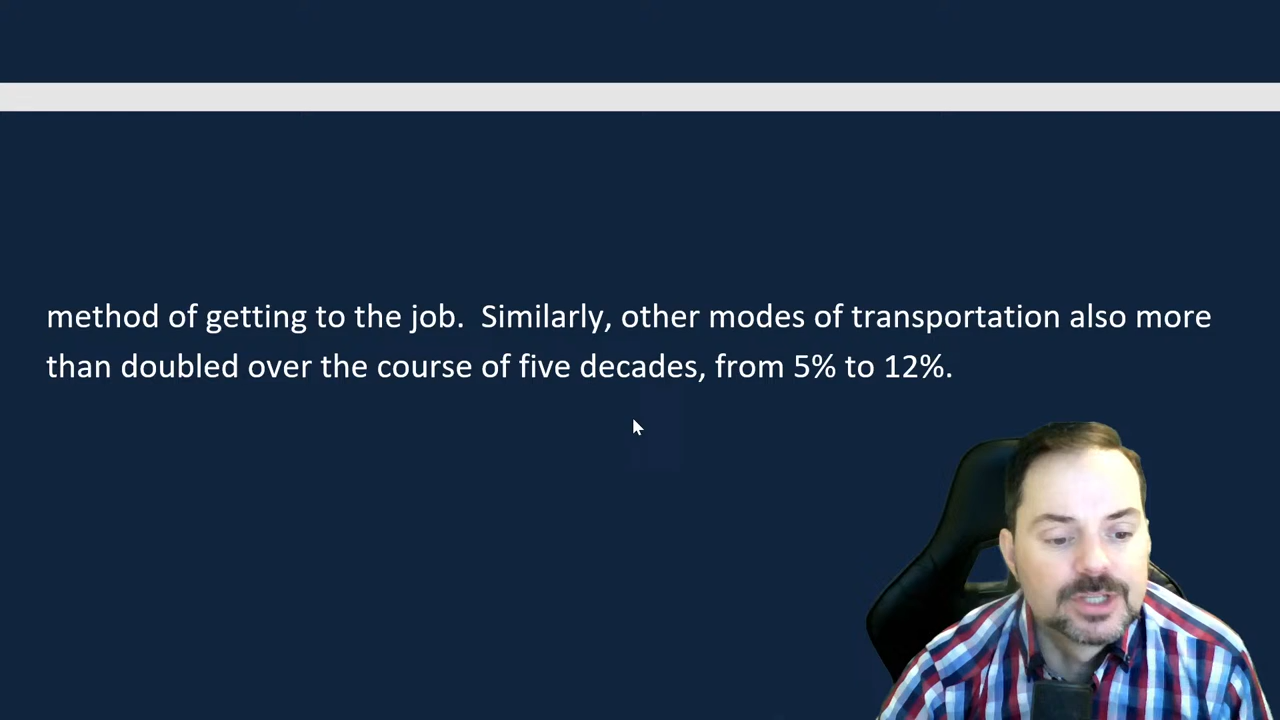 method of getting to the job.  Similarly, other modes of transportation also more
than doubled over the course of five decades, from 5% to 12%.